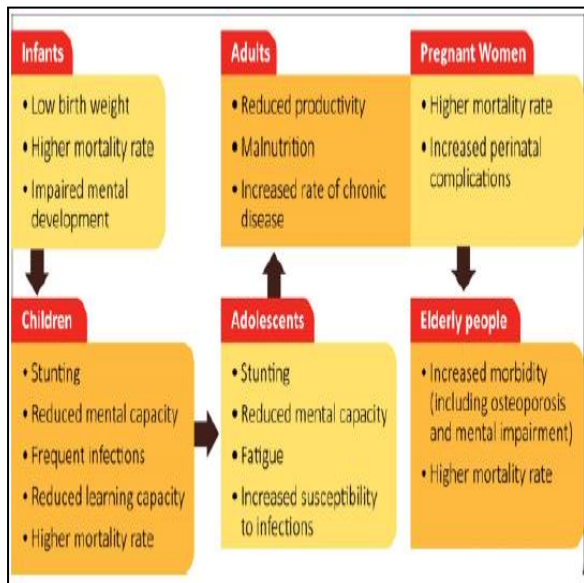 Infants
• Low birth weight
• Higher mortality rate
• Impaired mental
development
Adults
• Reduced productivity
• Malnutrition
• Increased rate of chronic
disease
Pregnant Women
• Higher mortality rate
• Increased perinatal
complications
Children
• Stunting
• Reduced mental capacity
• Frequent infections
• Reduced learning capacity
• Higher mortality rate
Adolescents
• Stunting
• Reduced mental capacity
• Fatigue
• Increased susceptibility
to infections
Elderly people
• Increased morbidity
(including osteoporosis
and mental impairment)
• Higher mortality rate